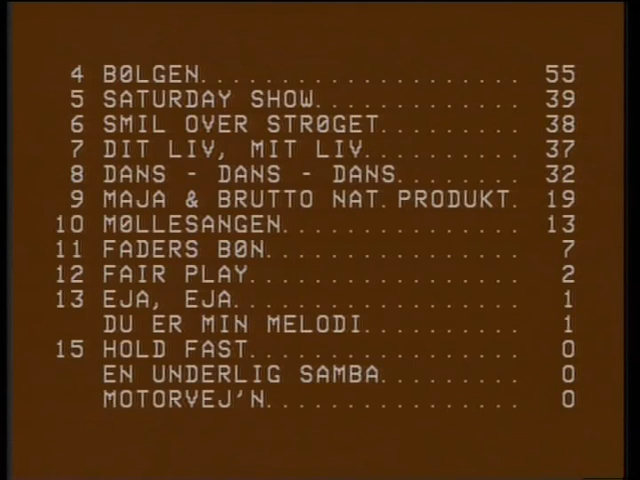 4 BØLGEN.................... 55
5 SATURDAY SHOW............. 39
6 SMIL OVER STRØGET......... 38
7 DIT LIV, MIT LIV.......... 37
8 DANS - DANS - DANS........ 32
9 MAJA & BRUTTO NAT. PRODUKT. 19
10 MØLLESANGEN............... 13
11 FADERS BØN................ 7
12 FAIR PLAY................. 2
13 EJA, EJA.................. 1
DU ER MIN MELODI.......... 1
15 HOLD FAST................. 0
EN UNDERLIG SAMBA......... 0
MOTORVEJ'N................ 0